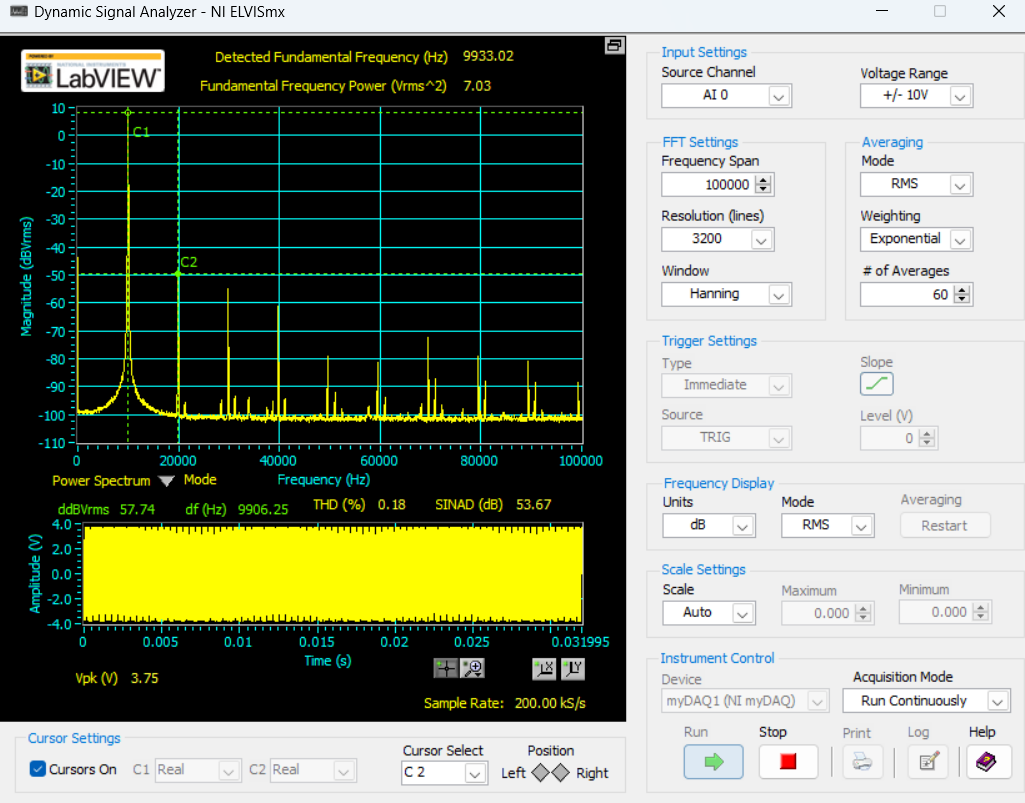 Dynamic Signal Analyzer - NI ELVISmx
POWERED BY
NATIONAL INSTRUMENTS
LabVIEW™
Detected Fundamental Frequency (Hz) 9933.02
Fundamental Frequency Power (Vrms^2) 7.03
10
0
-10
-20
-30
-40
-50
-60
-70
-80
-90
-100
-110
Magnitude (dBVrms)
C1
C2
0 20000 40000 60000 80000 100000
Power Spectrum Mode Frequency (Hz)
ddBVrms 57.74 df (Hz) 9906.25 THD (%) 0.18 SINAD (dB) 53.67
4.0
2.0
0.0
-2.0
-4.0
Amplitude (V)
0 0.005 0.01 0.015 0.02 0.025 0.031995
Time (s)
X Y
Vpk (V) 3.75
Sample Rate: 200.00 kS/s
Cursor Settings
Cursors On C1 Real C2 Real
Cursor Select
C 2
Position
Left Right
Input Settings
Source Channel
AI 0
Voltage Range
+/- 10V
FFT Settings
Frequency Span
100000
Resolution (lines)
3200
Window
Hanning
Averaging
Mode
RMS
Weighting
Exponential
# of Averages
60
Trigger Settings
Type
Immediate
Slope
Source
TRIG
Level (V)
0
Frequency Display
Units
dB
Mode
RMS
Averaging
Restart
Scale Settings
Scale
Auto
Maximum
0.000
Minimum
0.000
Instrument Control
Device
myDAQ1 (NI myDAQ)
Acquisition Mode
Run Continuously
Run Stop Print Log Help